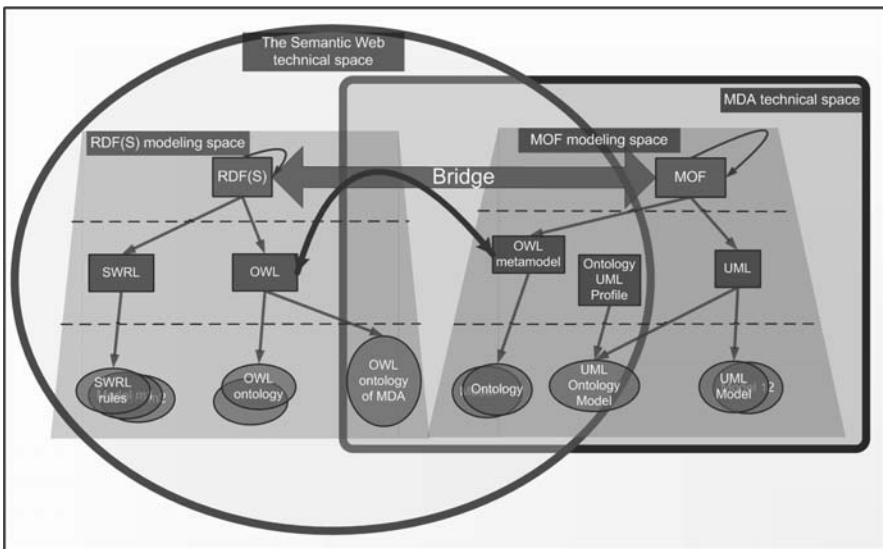 The Semantic Web
technical space
MDA technical space
RDF(S) modeling space
MOF modeling space
RDF(S)
Bridge
MOF
SWRL
OWL
OWL
metamodel
Ontology
UML
Profile
UML
SWRL
rules
OWL
ontology
OWL
ontology
of MDA
Ontology
UML
Ontology
Model
UML
Model
12